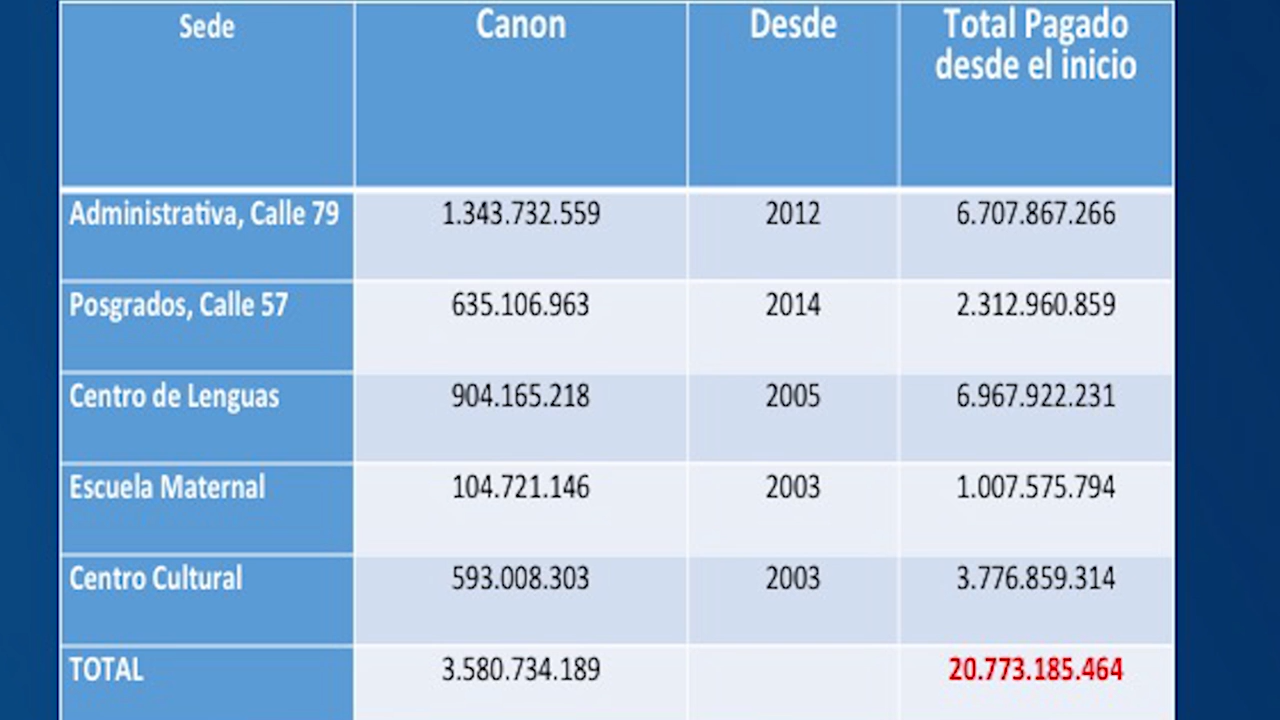 Sede Canon Desde Total Pagado
desde el inicio
Administrativa, Calle 79 1.343.732.559 2012 6.707.867.266
Posgrados, Calle 57 635.106.963 2014 2.312.960.859
Centro de Lenguas 904.165.218 2005 6.967.922.231
Escuela Maternal 104.721.146 2003 1.007.575.794
Centro Cultural 593.008.303 2003 3.776.859.314
TOTAL 3.580.734.189 20.773.185.464